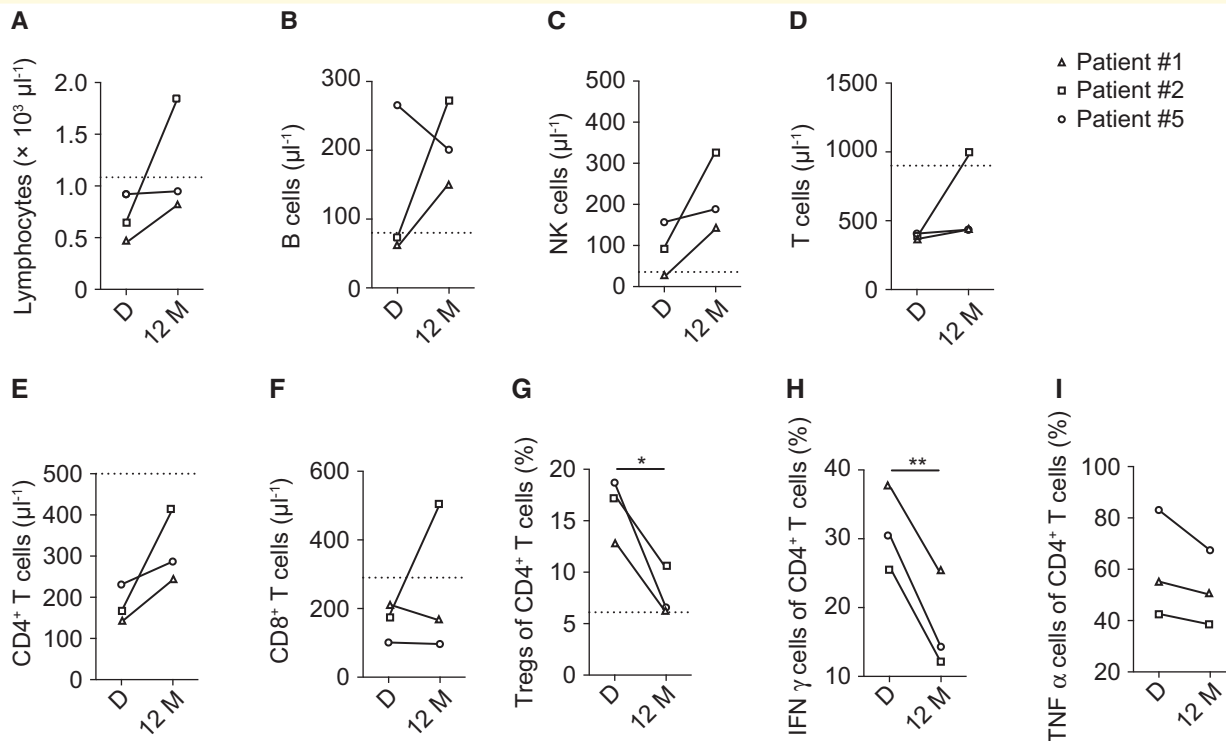 A
B
C
D
Patient #1
Patient #2
Patient #5
Lymphocytes (× 10³ μl⁻¹)
2.0
1.5
1.0
0.5
0
D
12 M
B cells (μl⁻¹)
300
200
100
0
D
12 M
NK cells (μl⁻¹)
500
400
300
200
100
0
D
12 M
T cells (μl⁻¹)
1500
1000
500
0
D
12 M
E
F
G
H
I
CD4⁺ T cells (μl⁻¹)
500
400
300
200
100
0
D
12 M
CD8⁺ T cells (μl⁻¹)
600
400
200
0
D
12 M
Tregs of CD4⁺ T cells (%)
20
15
10
5
0
*
D
12 M
IFN γ cells of CD4⁺ T cells (%)
40
30
20
10
**
D
12 M
TNF α cells of CD4⁺ T cells (%)
100
80
60
40
20
D
12 M